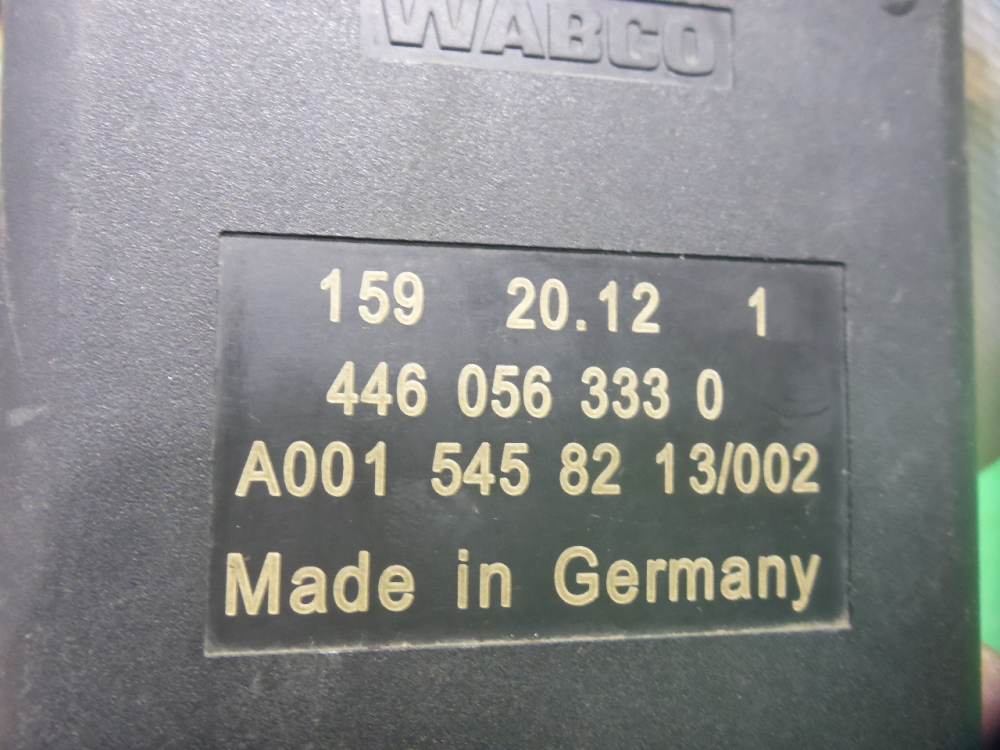 WABCO
159 20.12 1
446 056 333 0
A001 545 82 13/002
Made in Germany